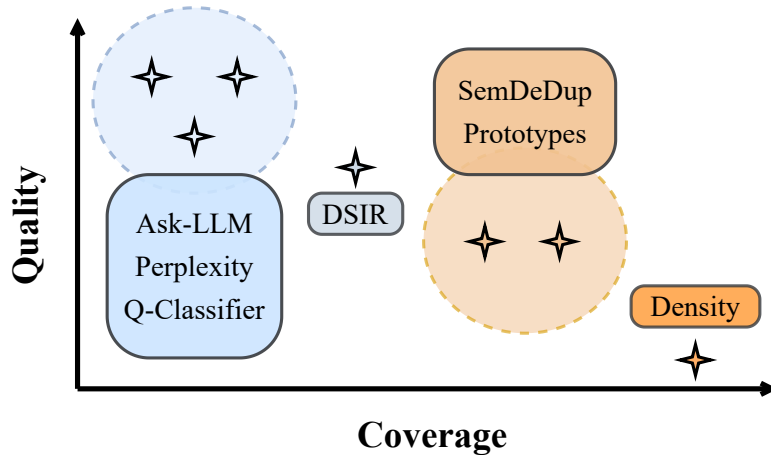 Quality
Ask-LLM
Perplexity
Q-Classifier
DSIR
SemDeDup
Prototypes
Density
Coverage